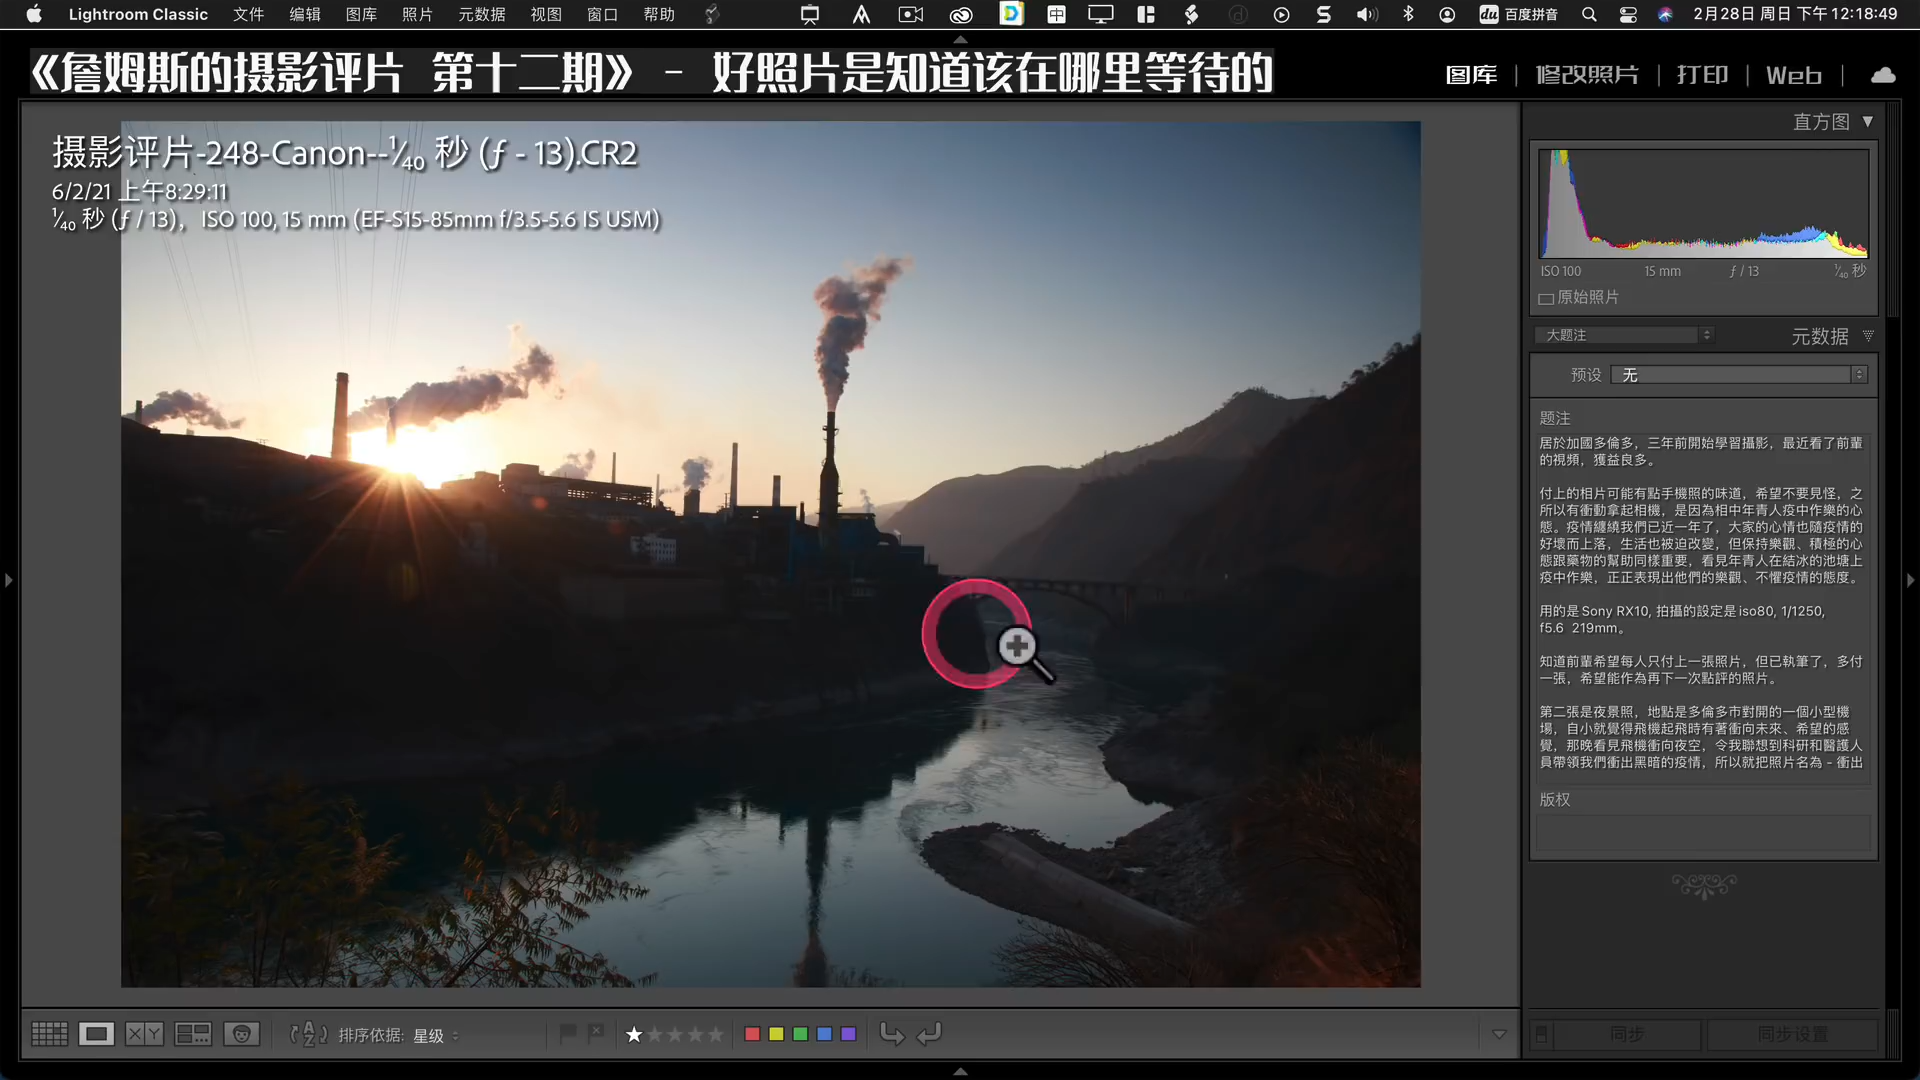 Lightroom Classic 文件 编辑 图库 照片 元数据 视图 窗口 帮助 中 du 百度拼音 2月28日 周日 下午 12:18:49
《詹姆斯的摄影评片 第十二期》 - 好照片是知道该在哪里等待的
图库 | 修改照片 | 打印 | Web |
直方图
摄影评片-248-Canon--¹⁄₄₀ 秒 (ƒ - 13).CR2
6/2/21 上午8:29:11
¹⁄₄₀ 秒 (ƒ / 13)， ISO 100, 15 mm (EF-S15-85mm f/3.5-5.6 IS USM)
ISO 100 15 mm ƒ / 13 ¹⁄₄₀ 秒
原始照片
大题注 元数据
预设 无
题注
居於加國多倫多，三年前開始學習攝影，最近看了前輩
的視頻，獲益良多。
付上的相片可能有點手機照的味道，希望不要見怪，之
所以有衝動拿起相機，是因為相中年青人疫中作樂的心
態。疫情纏繞我們已近一年了，大家的心情也隨疫情的
好壞而上落，生活也被迫改變，但保持樂觀、積極的心
態跟藥物的幫助同樣重要，看見年青人在結冰的池塘上
疫中作樂，正正表現出他們的樂觀、不懼疫情的態度。
用的是Sony RX10, 拍攝的設定是iso80, 1/1250,
f5.6 219mm。
知道前輩希望每人只付上一張照片，但已執筆了，多付
一張，希望能作為再下一次點評的照片。
第二張是夜景照，地點是多倫多市對開的一個小型機
場，自小就覺得飛機起飛時有著衝向未來、希望的感
覺，那晚看見飛機衝向夜空，令我聯想到科研和醫護人
員帶領我們衝出黑暗的疫情，所以就把照片名為 - 衝出
版权
排序依据: 星级
同步 同步设置